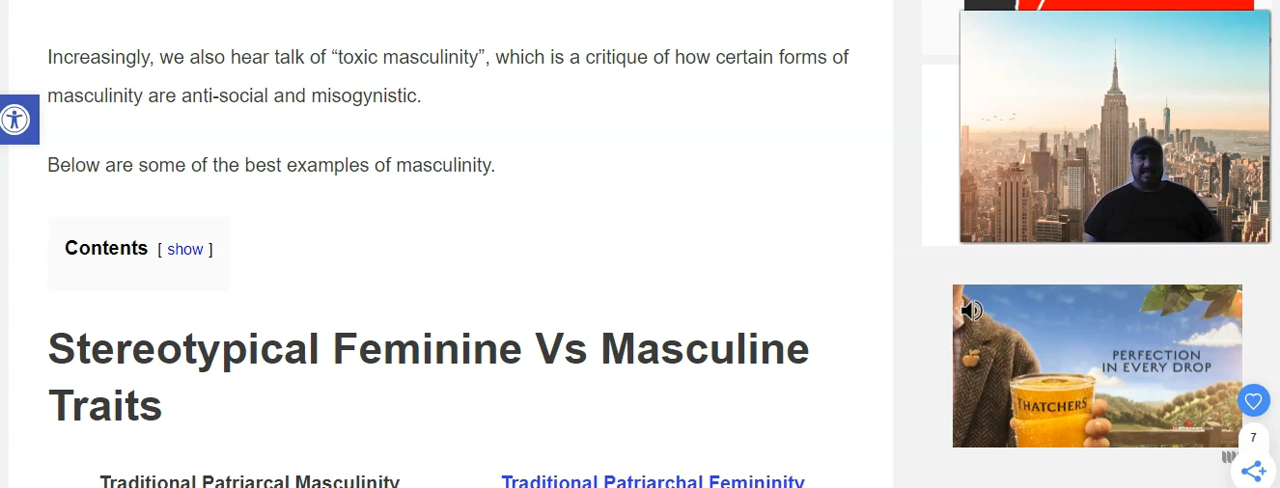 Increasingly, we also hear talk of “toxic masculinity”, which is a critique of how certain forms of
masculinity are anti-social and misogynistic.
Below are some of the best examples of masculinity.
Contents [ show ]
Stereotypical Feminine Vs Masculine
Traits
Traditional Patriarcal Masculinity
Traditional Patriarchal Femininity
PERFECTION
IN EVERY DROP
THATCHERS
7